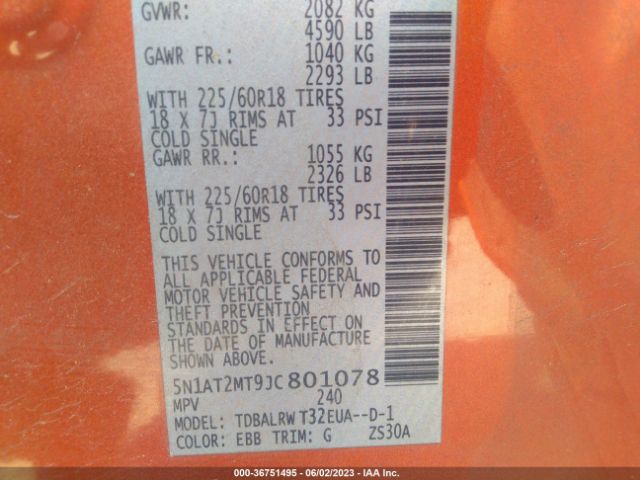 GVWR: 2082 KG
4590 LB
GAWR FR.: 1040 KG
2293 LB
WITH 225/60R18 TIRES
18 X 7J RIMS AT 33 PSI
COLD SINGLE
GAWR RR.: 1055 KG
2326 LB
WITH 225/60R18 TIRES
18 X 7J RIMS AT 33 PSI
COLD SINGLE
THIS VEHICLE CONFORMS TO
ALL APPLICABLE FEDERAL
MOTOR VEHICLE SAFETY AND
THEFT PREVENTION
STANDARDS IN EFFECT ON
THE DATE OF MANUFACTURE
SHOWN ABOVE.
5N1AT2MT9JC801078
MPV 240
MODEL: TDBALRWT32EUA--D-1
COLOR: EBB TRIM: G ZS30A
000-36751495 - 06/02/2023 - IAA Inc.